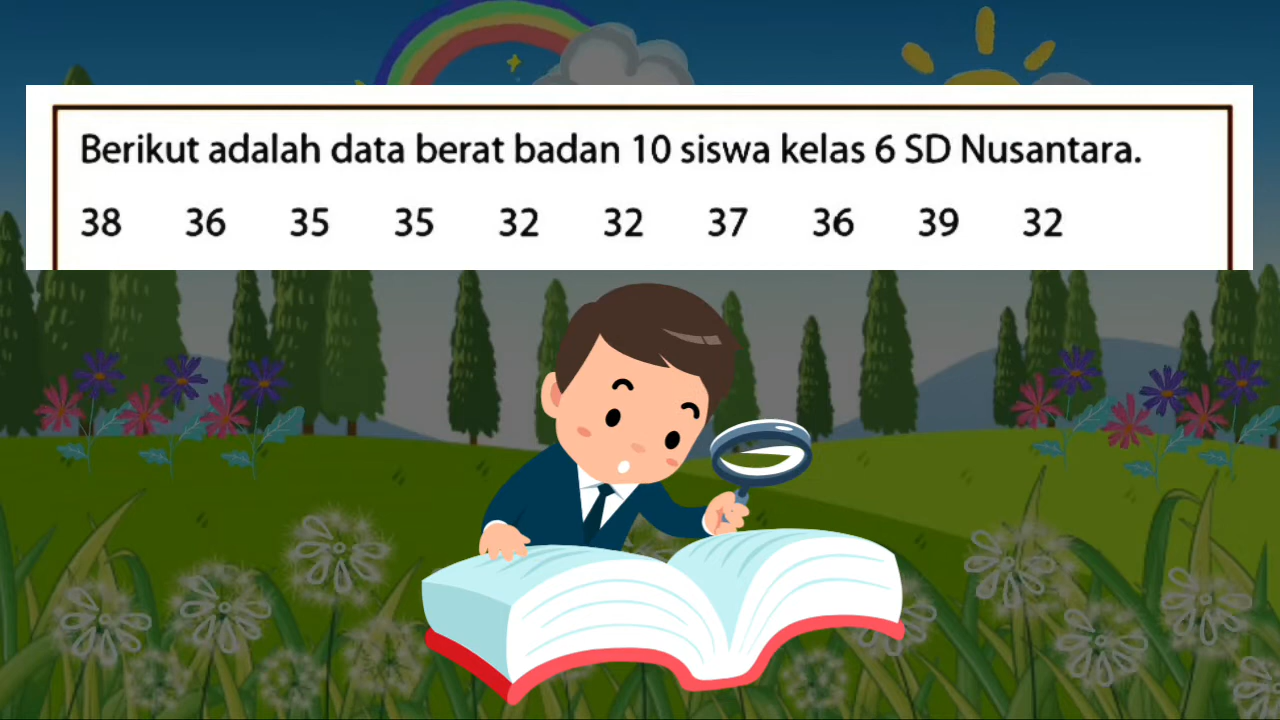 Berikut adalah data berat badan 10 siswa kelas 6 SD Nusantara.
38 36 35 35 32 32 37 36 39 32